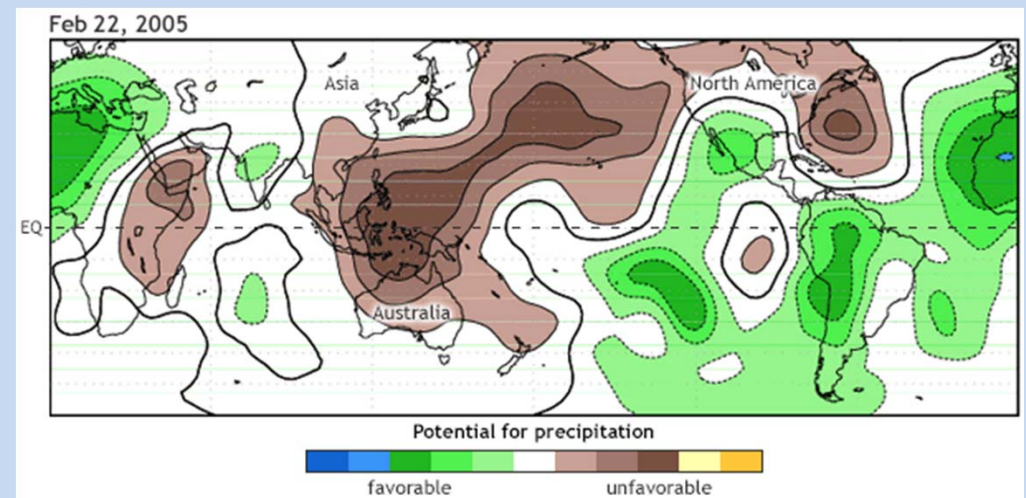 Feb 22, 2005
Asia
North America
EQ
Australia
Potential for precipitation
favorable unfavorable